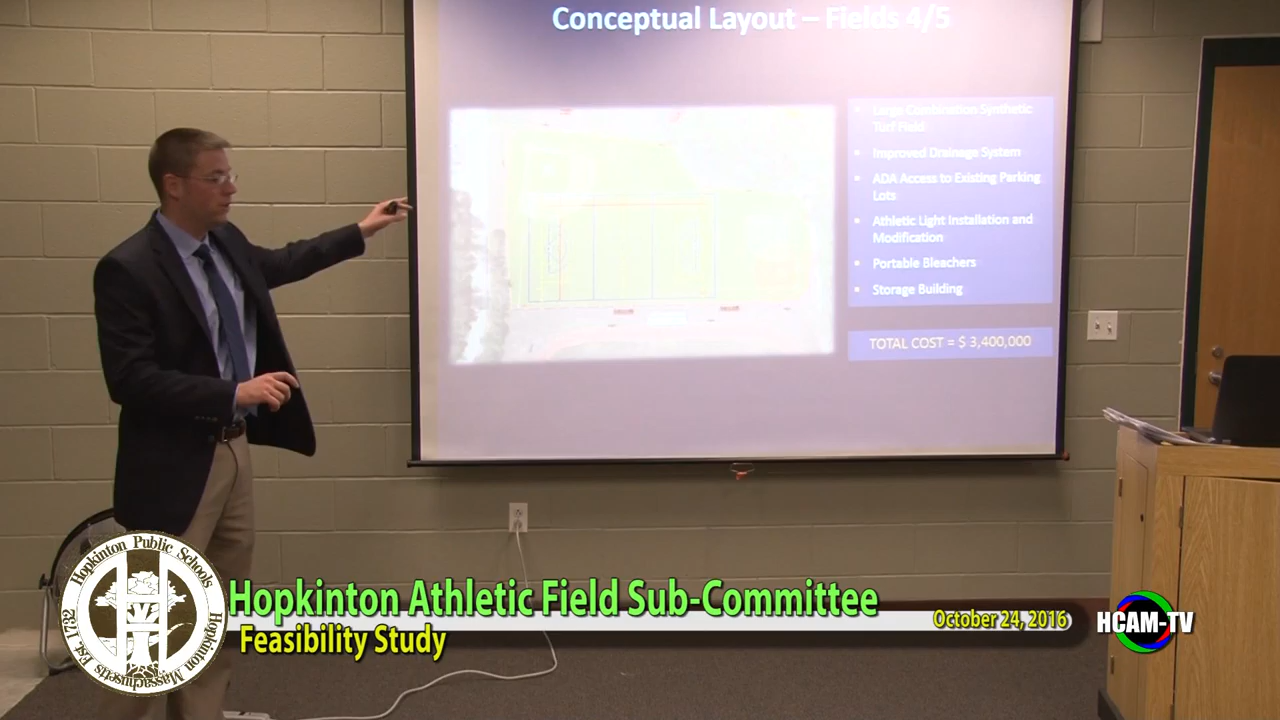 Conceptual Layout – Fields 4/5
▪ Large Combination Synthetic
Turf Field
▪ Improved Drainage System
▪ ADA Access to Existing Parking
Lots
▪ Athletic Light Installation and
Modification
▪ Portable Bleachers
▪ Storage Building
TOTAL COST = $ 3,400,000
Hopkinton Public Schools
Hopkinton Massachusetts Est. 1732
Hopkinton Athletic Field Sub-Committee
Feasibility Study
October 24, 2016
HCAM-TV